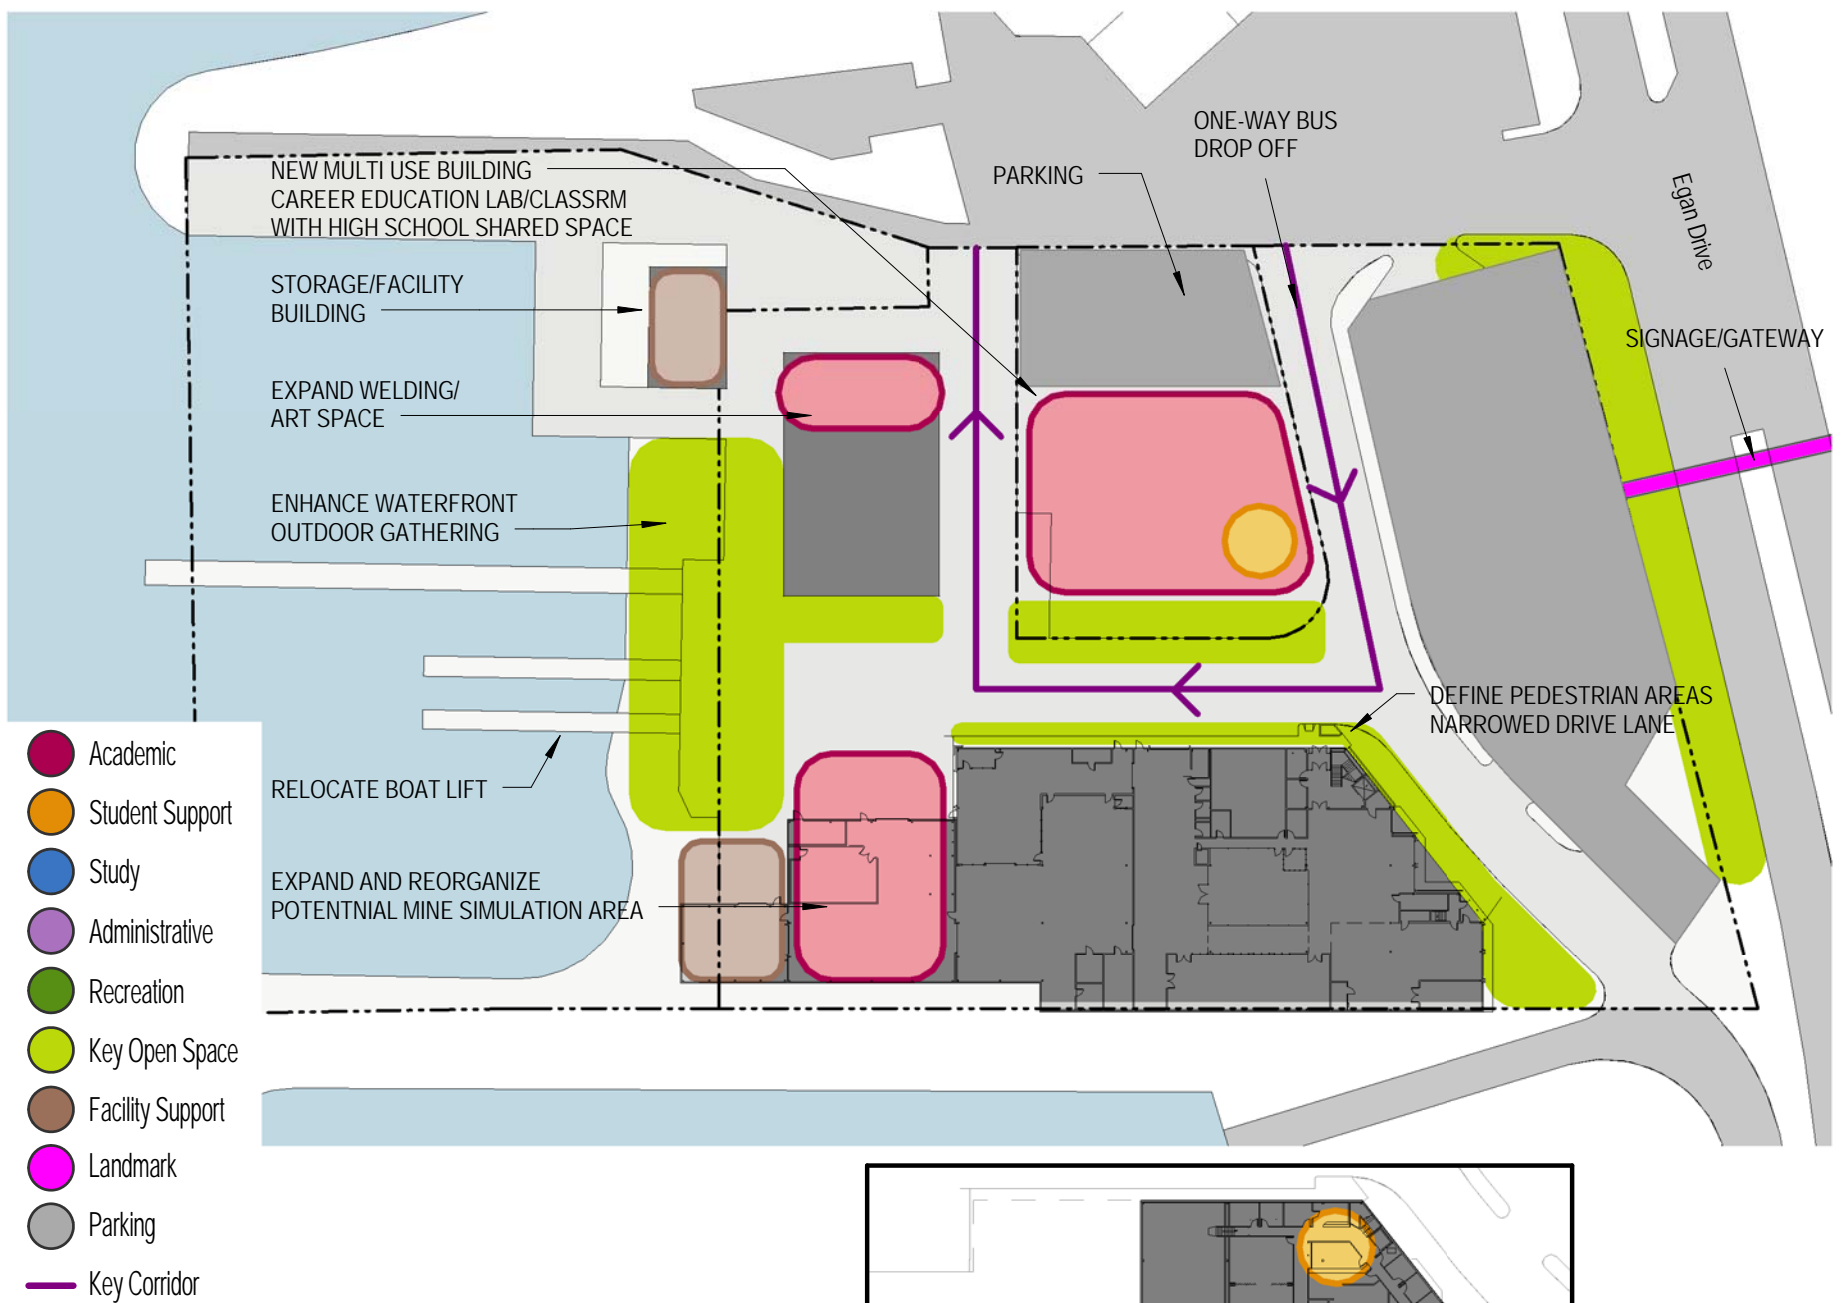 ONE-WAY BUS
DROP OFF
NEW MULTI USE BUILDING
CAREER EDUCATION LAB/CLASSRM
WITH HIGH SCHOOL SHARED SPACE
PARKING
Egan Drive
STORAGE/FACILITY
BUILDING
SIGNAGE/GATEWAY
EXPAND WELDING/
ART SPACE
ENHANCE WATERFRONT
OUTDOOR GATHERING
DEFINE PEDESTRIAN AREAS
NARROWED DRIVE LANE
RELOCATE BOAT LIFT
EXPAND AND REORGANIZE
POTENTNIAL MINE SIMULATION AREA
Academic
Student Support
Study
Administrative
Recreation
Key Open Space
Facility Support
Landmark
Parking
Key Corridor